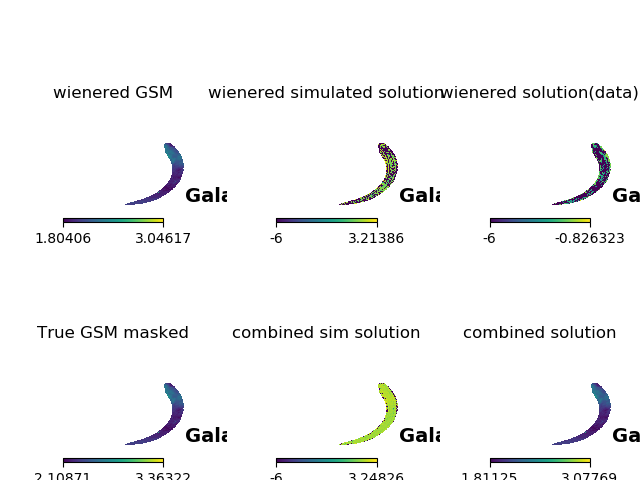 wienered GSM
wienered simulated solution
wienered solution(data)
Gala
Gala
Ga
1.80406 3.04617
-6 3.21386
-6 -0.826323
True GSM masked
combined sim solution
combined solution
Gala
Gala
Ga
2.10871 3.36322
-6 3.24826
1.81125 3.07769